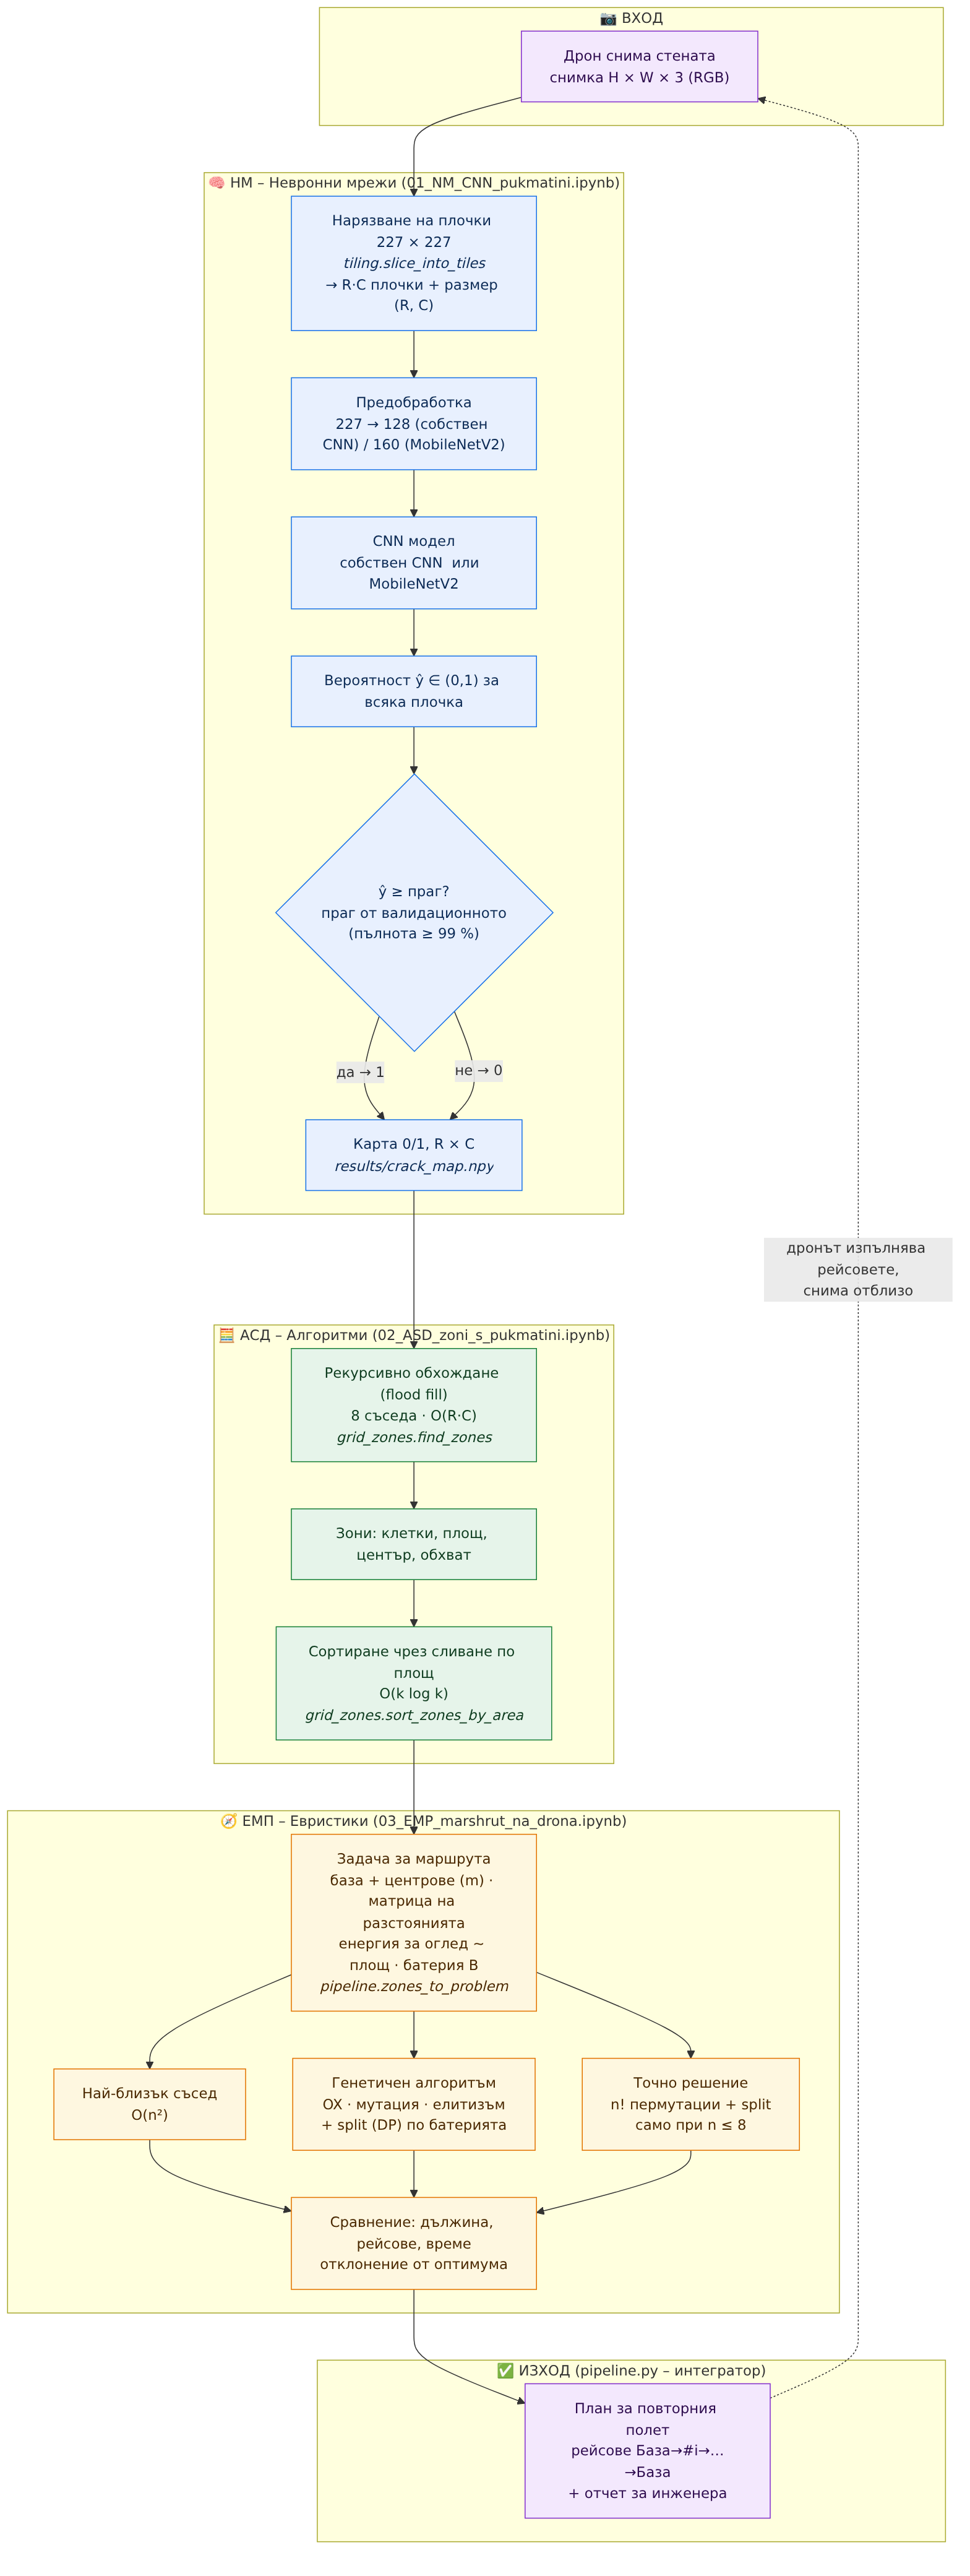 📷 ВХОД
Дрон снима стената
снимка H × W × 3 (RGB)
🧠 НМ – Невронни мрежи (01_NM_CNN_pukmatini.ipynb)
Нарязване на плочки
227 × 227
tiling.slice_into_tiles
→ R·C плочки + размер
(R, C)
Предобработка
227 → 128 (собствен
CNN) / 160 (MobileNetV2)
CNN модел
собствен CNN или
MobileNetV2
Вероятност ŷ ∈ (0,1) за
всяка плочка
ŷ ≥ праг?
праг от валидационното
(пълнота ≥ 99 %)
да → 1
не → 0
Карта 0/1, R × C
results/crack_map.npy
дронът изпълнява
рейсовете,
снима отблизо
🧮 АСД – Алгоритми (02_ASD_zoni_s_pukmatini.ipynb)
Рекурсивно обхождане
(flood fill)
8 съседа · O(R·C)
grid_zones.find_zones
Зони: клетки, площ,
център, обхват
Сортиране чрез сливане по
площ
O(k log k)
grid_zones.sort_zones_by_area
🧭 ЕМП – Евристики (03_EMP_marshrut_na_drona.ipynb)
Задача за маршрута
база + центрове (m) ·
матрица на
разстоянията
енергия за оглед ~
площ · батерия B
pipeline.zones_to_problem
Най-близък съсед
O(n²)
Генетичен алгоритъм
OX · мутация · елитизъм
+ split (DP) по батерията
Точно решение
n! пермутации + split
само при n ≤ 8
Сравнение: дължина,
рейсове, време
отклонение от оптимума
✅ ИЗХОД (pipeline.py – интегратор)
План за повторния
полет
рейсове База→#i→…
→База
+ отчет за инженера